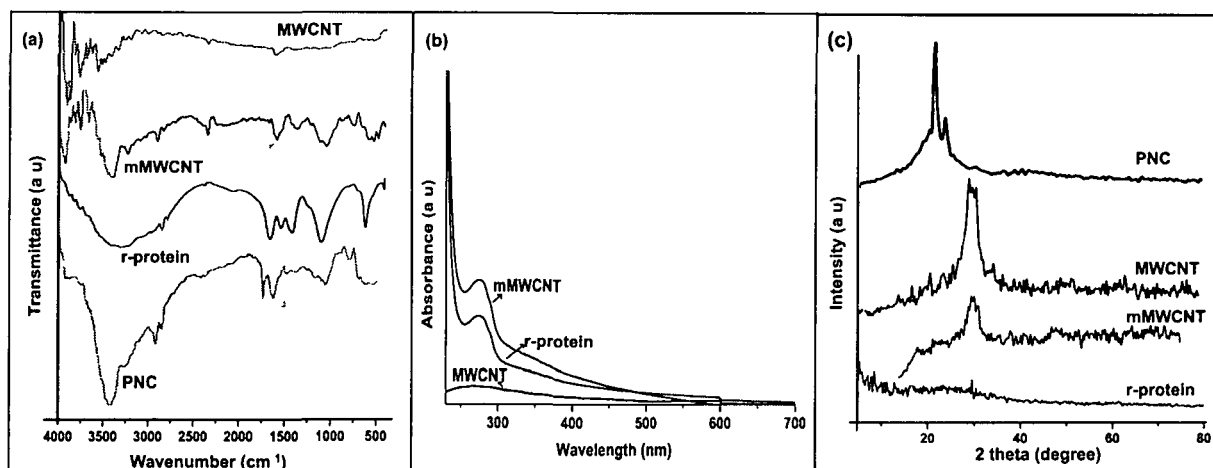 (a)
MWCNT
mMWCNT
r-protein
PNC
Transmittance (a u)
4000 3500 3000 2500 2000 1500 1000 500
Wavenumber (cm⁻¹)
(b)
mMWCNT
r-protein
MWCNT
Absorbance (a u)
300 400 500 600 700
Wavelength (nm)
(c)
PNC
MWCNT
mMWCNT
r-protein
Intensity (a u)
20 40 60 80
2 theta (degree)